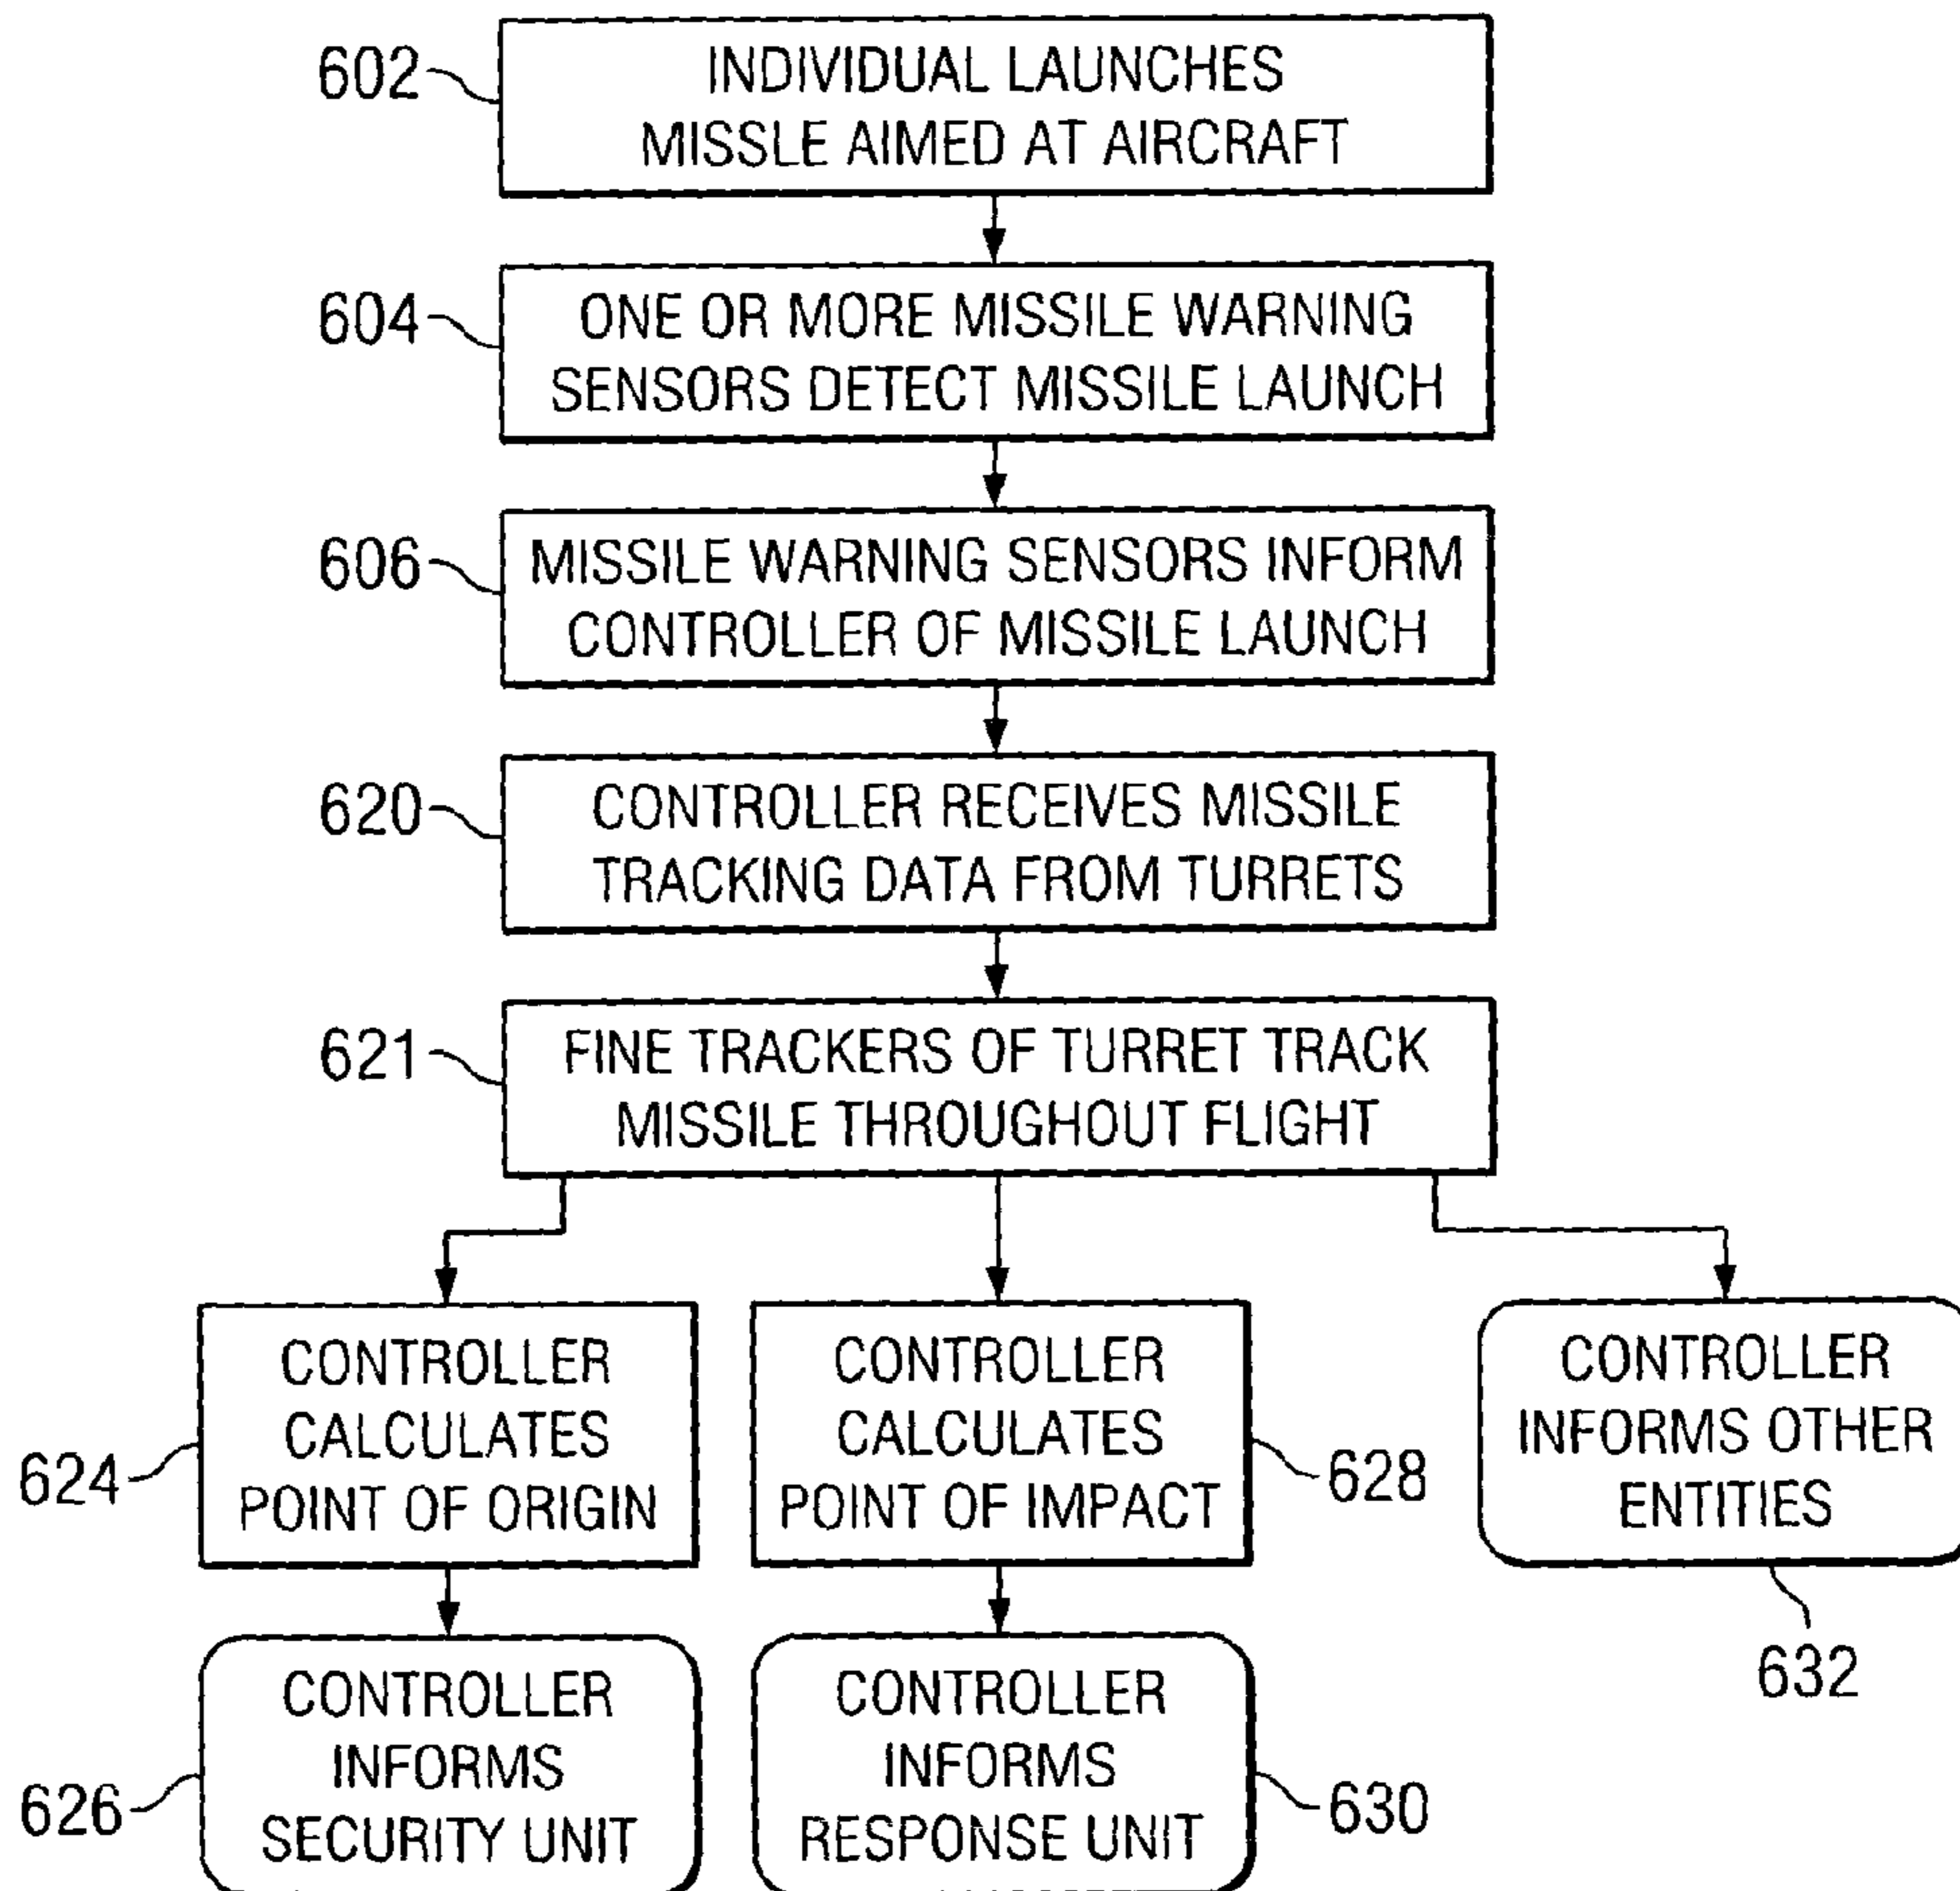 602
INDIVIDUAL LAUNCHES
MISSLE AIMED AT AIRCRAFT
604
ONE OR MORE MISSILE WARNING
SENSORS DETECT MISSILE LAUNCH
606
MISSILE WARNING SENSORS INFORM
CONTROLLER OF MISSILE LAUNCH
620
CONTROLLER RECEIVES MISSILE
TRACKING DATA FROM TURRETS
621
FINE TRACKERS OF TURRET TRACK
MISSILE THROUGHOUT FLIGHT
624
CONTROLLER
CALCULATES
POINT OF ORIGIN
CONTROLLER
CALCULATES
POINT OF IMPACT
628
CONTROLLER
INFORMS OTHER
ENTITIES
632
626
CONTROLLER
INFORMS
SECURITY UNIT
CONTROLLER
INFORMS
RESPONSE UNIT
630